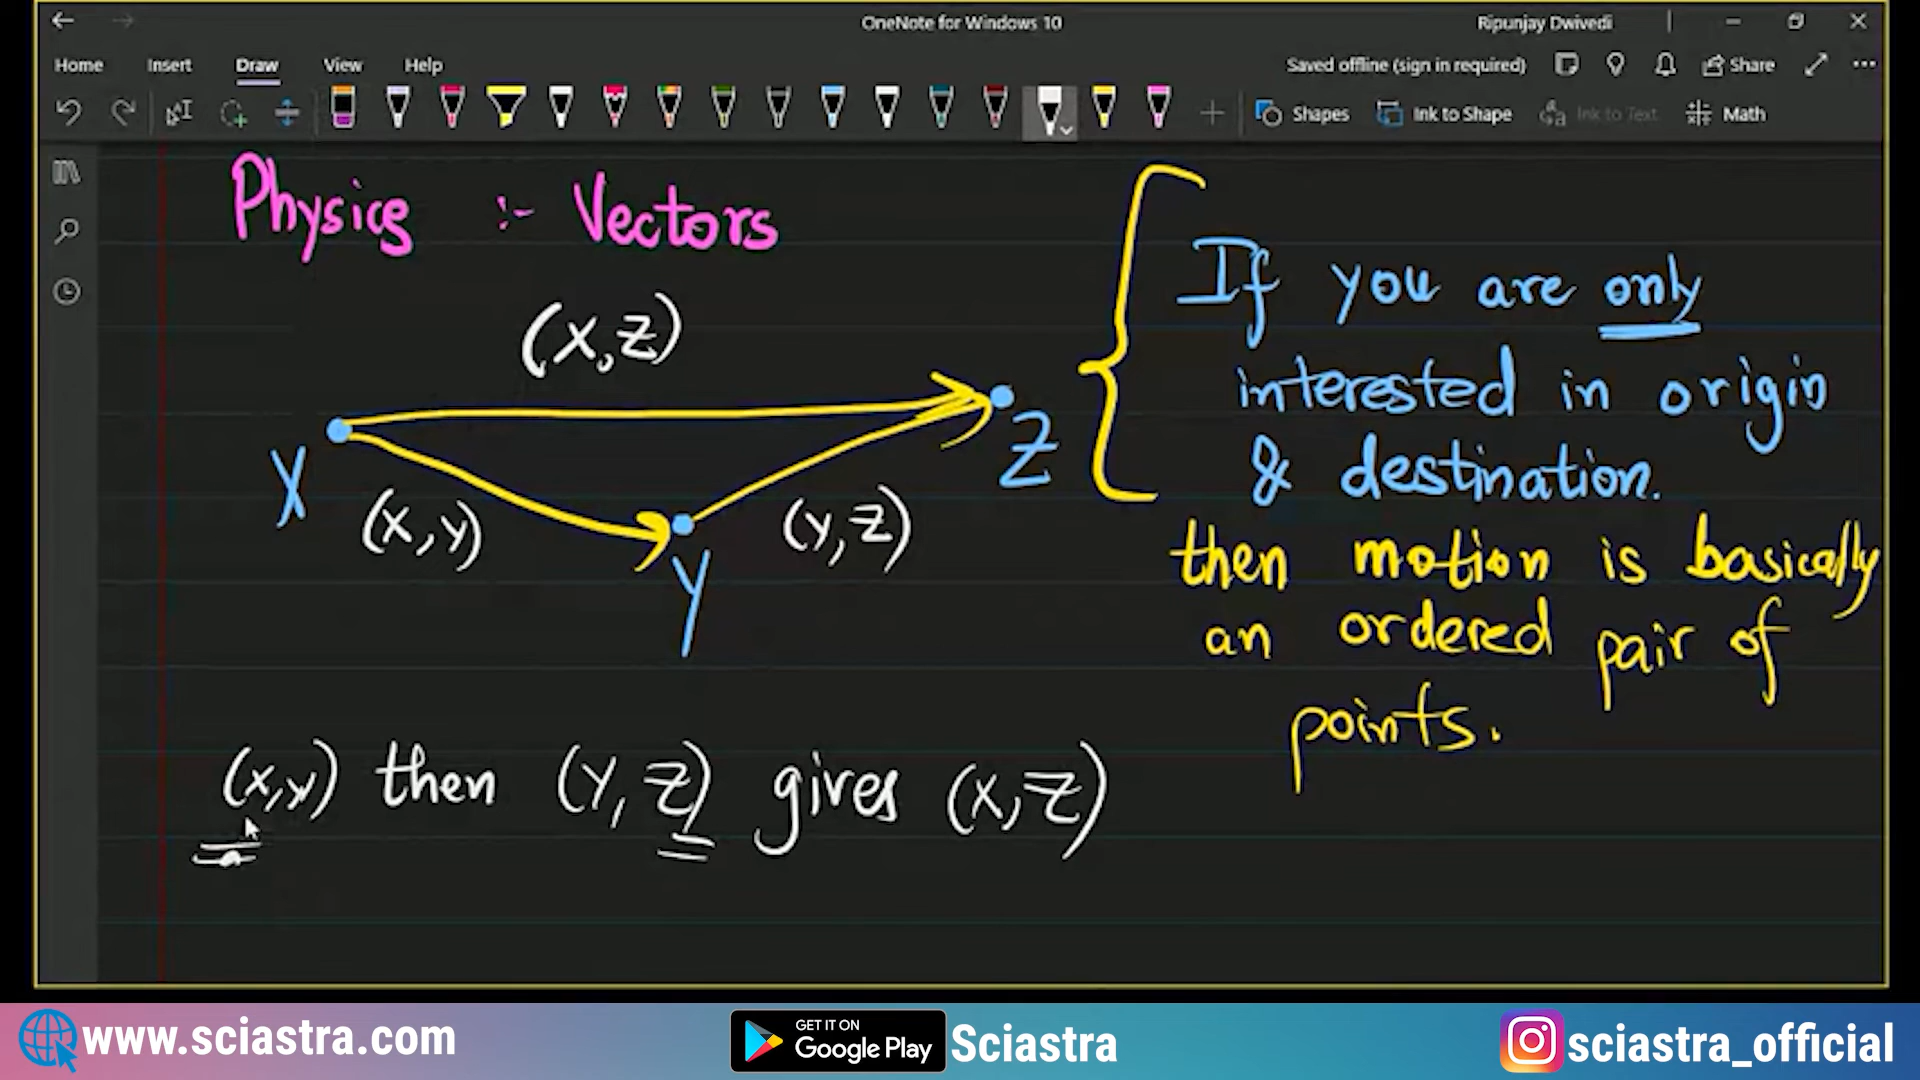 OneNote for Windows 10
Ripunjay Dwivedi
Home Insert Draw View Help
Saved offline (sign in required) Share
Shapes Ink to Shape Ink to Text Math
Physics :- Vectors
(X,Z)
X
Z
(X,Y)
(Y,Z)
Y
If you are only
interested in origin
& destination.
then motion is basically
an ordered pair of
points.
(X,Y) then (Y,Z) gives (X,Z)
www.sciastra.com
GET IT ON
Google Play
Sciastra
sciastra_official